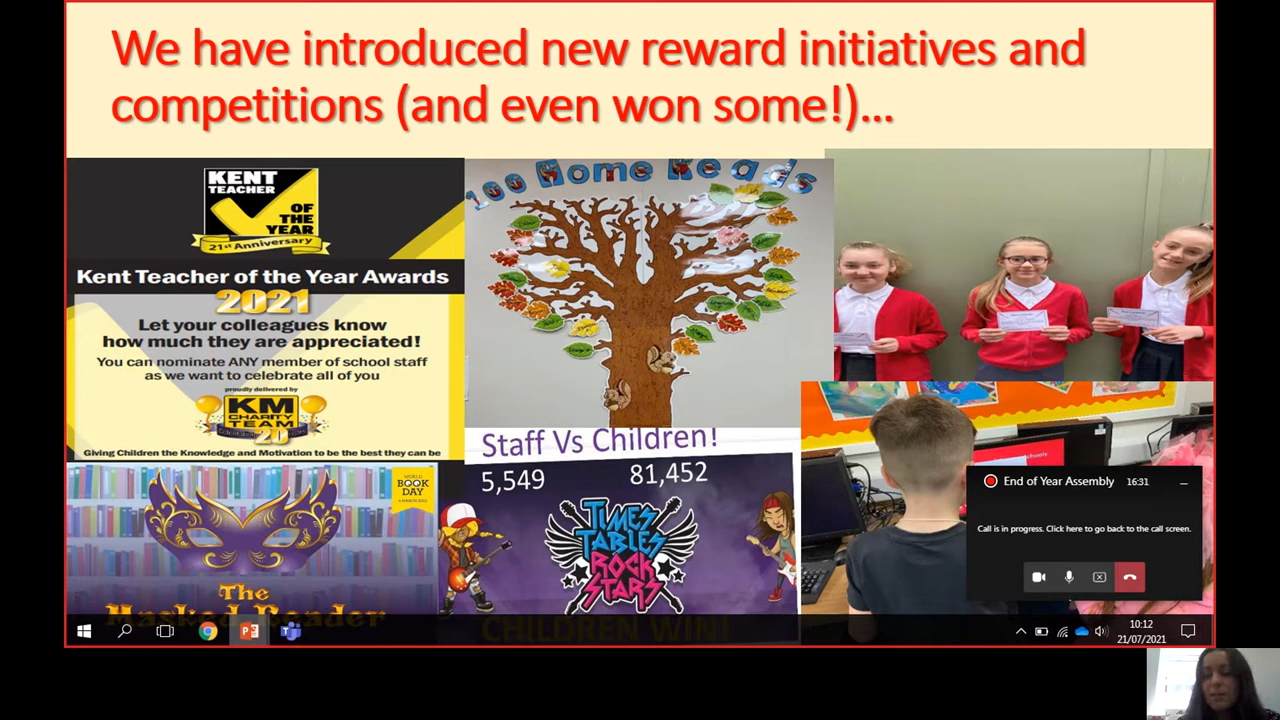 We have introduced new reward initiatives and
competitions (and even won some!)...
KENT
TEACHER
OF THE
YEAR
21st Anniversary
Kent Teacher of the Year Awards
2021
Let your colleagues know
how much they are appreciated!
You can nominate ANY member of school staff
as we want to celebrate all of you
proudly delivered by
KM
CHARITY
TEAM
20
Giving Children the Knowledge and Motivation to be the best they can be
100 Home Reads
Staff Vs Children!
5,549 81,452
TIMES
TABLES
ROCK
STARS
CHILDREN WIN!
WORLD
BOOK
DAY
The
Masked Reader
End of Year Assembly 16:31
Call is in progress. Click here to go back to the call screen.
10:12
21/07/2021